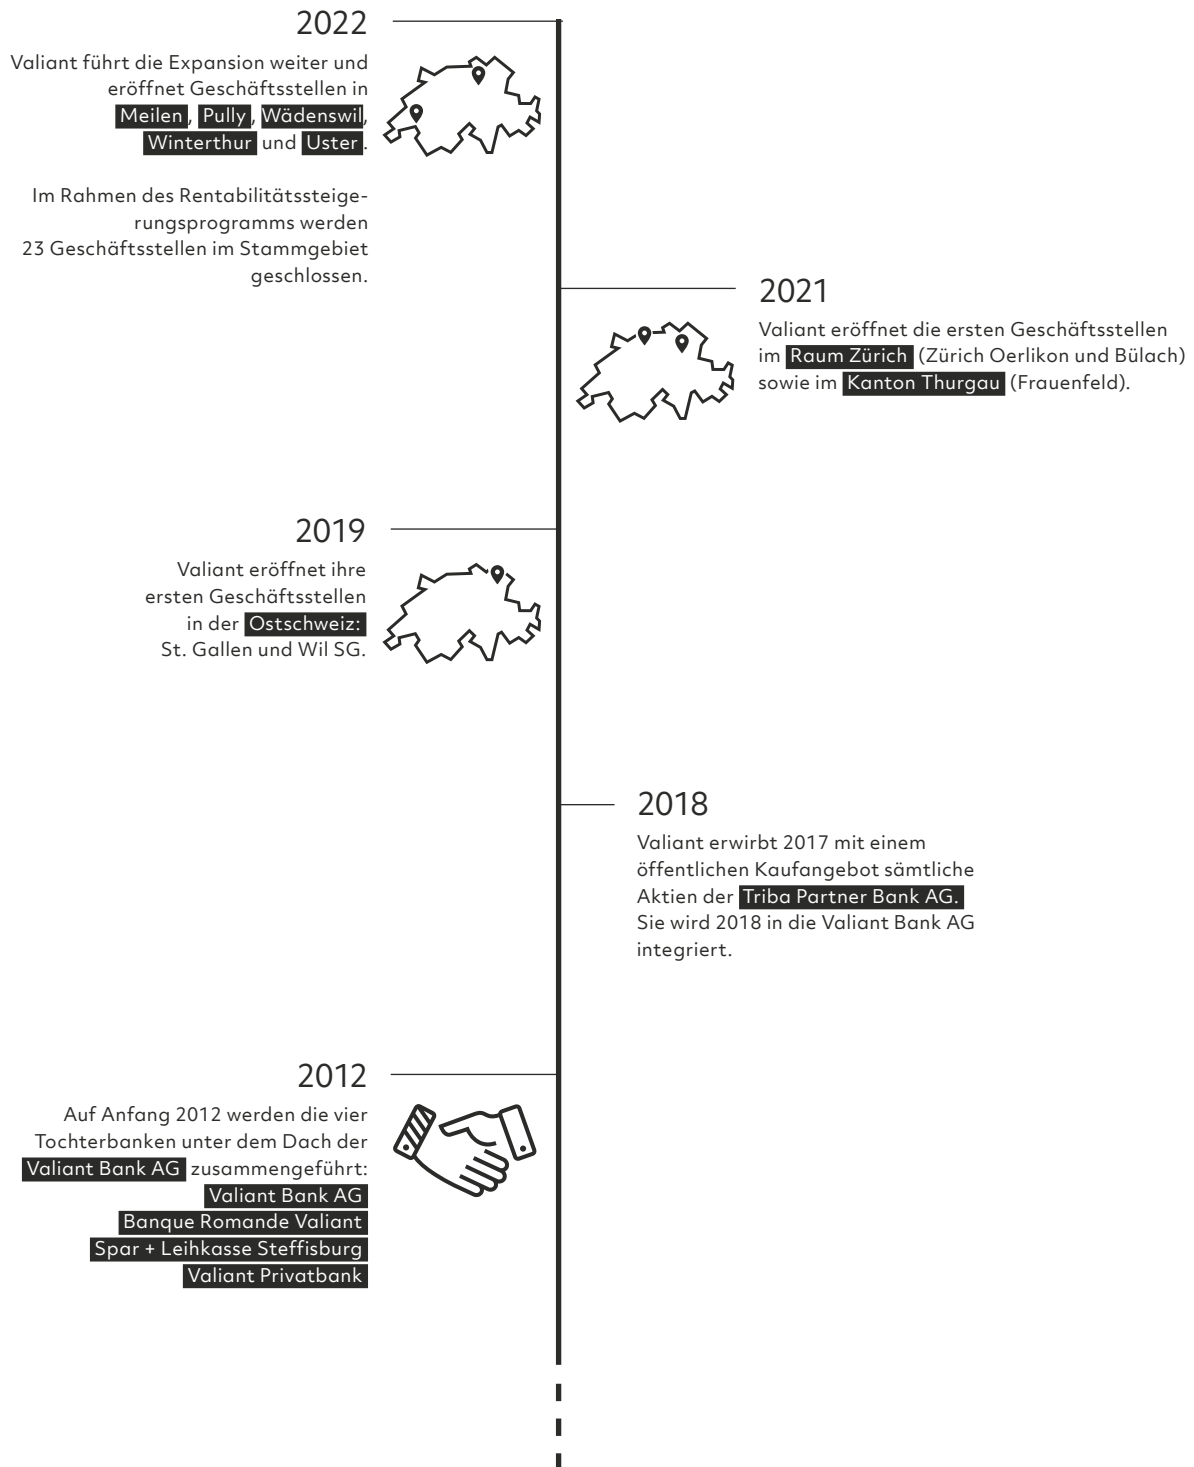 2022
Valiant führt die Expansion weiter und
eröffnet Geschäftsstellen in
Meilen, Pully, Wädenswil,
Winterthur und Uster.
Im Rahmen des Rentabilitätssteige-
rungsprogramms werden
23 Geschäftsstellen im Stammgebiet
geschlossen.
2021
Valiant eröffnet die ersten Geschäftsstellen
im Raum Zürich (Zürich Oerlikon und Bülach)
sowie im Kanton Thurgau (Frauenfeld).
2019
Valiant eröffnet ihre
ersten Geschäftsstellen
in der Ostschweiz:
St. Gallen und Wil SG.
2018
Valiant erwirbt 2017 mit einem
öffentlichen Kaufangebot sämtliche
Aktien der Triba Partner Bank AG.
Sie wird 2018 in die Valiant Bank AG
integriert.
2012
Auf Anfang 2012 werden die vier
Tochterbanken unter dem Dach der
Valiant Bank AG zusammengeführt:
Valiant Bank AG
Banque Romande Valiant
Spar + Leihkasse Steffisburg
Valiant Privatbank